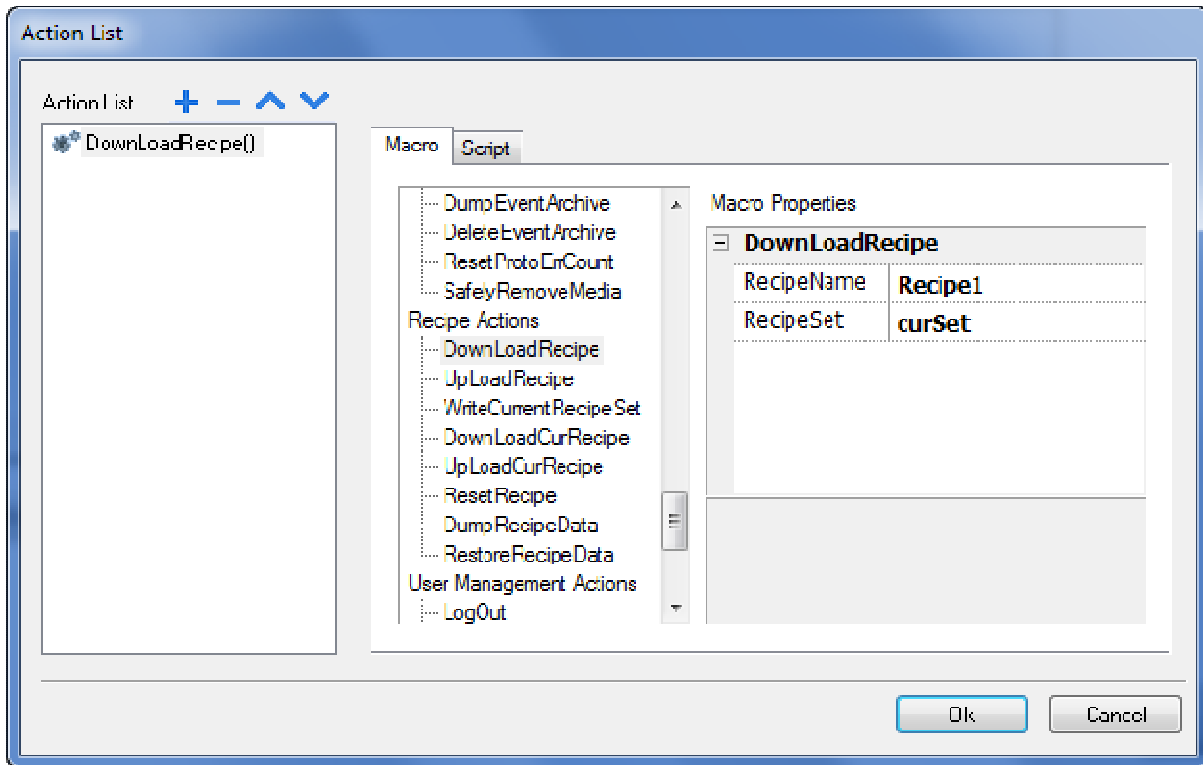 Action List
Action List
DownLoadRecipe()
Macro
Script
DumpEventArchive
DeleteEventArchive
ResetProtoErrCount
SafelyRemoveMedia
Recipe Actions
DownLoadRecipe
UpLoadRecipe
WriteCurrentRecipeSet
DownLoadCurRecipe
UpLoadCurRecipe
ResetRecipe
DumpRecipeData
RestoreRecipeData
User Management Actions
LogOut
Macro Properties
DownLoadRecipe
RecipeName Recipe1
RecipeSet curSet
Ok
Cancel